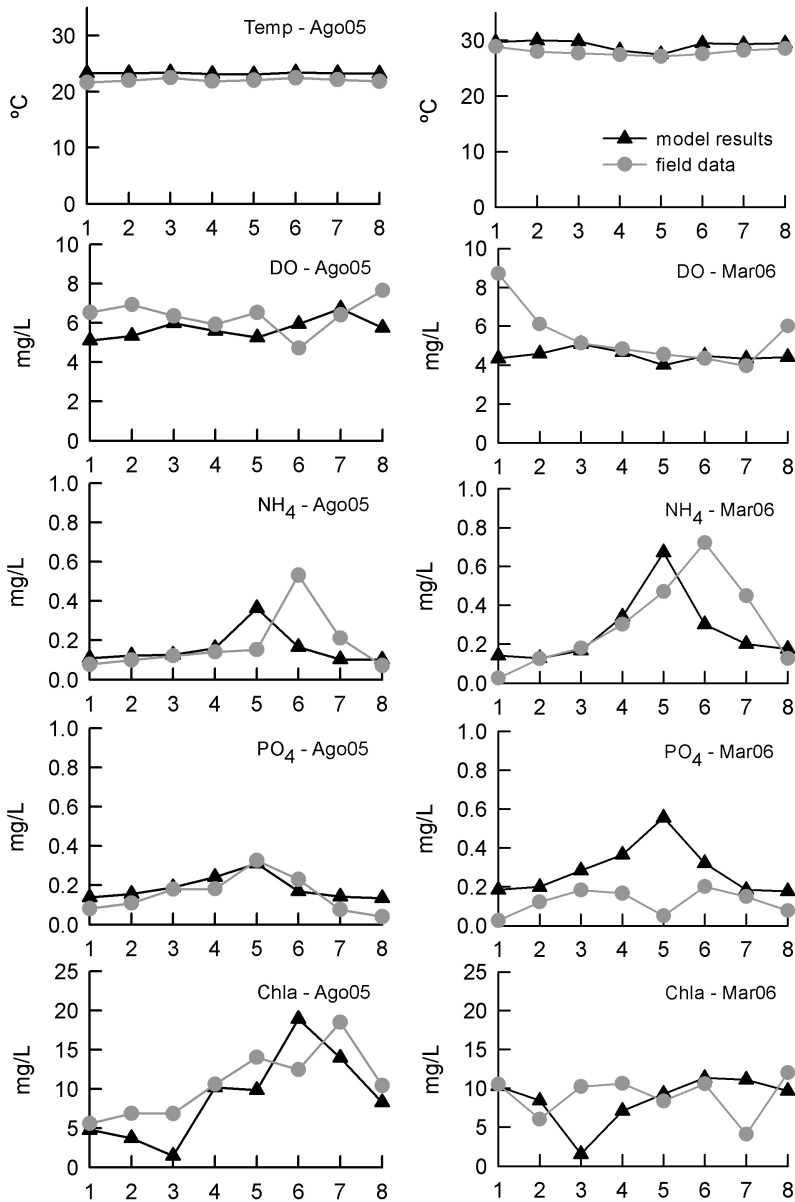 Temp - Ago05
ºC
30
20
10
0
1 2 3 4 5 6 7 8
ºC
30
20
10
0
model results
field data
1 2 3 4 5 6 7 8
DO - Ago05
mg/L
10
8
6
4
2
0
1 2 3 4 5 6 7 8
DO - Mar06
mg/L
10
8
6
4
2
0
1 2 3 4 5 6 7 8
NH4 - Ago05
mg/L
1.0
0.8
0.6
0.4
0.2
0.0
1 2 3 4 5 6 7 8
NH4 - Mar06
mg/L
1.0
0.8
0.6
0.4
0.2
0.0
1 2 3 4 5 6 7 8
PO4 - Ago05
mg/L
1.0
0.8
0.6
0.4
0.2
0.0
1 2 3 4 5 6 7 8
PO4 - Mar06
mg/L
1.0
0.8
0.6
0.4
0.2
0.0
1 2 3 4 5 6 7 8
Chla - Ago05
mg/L
25
20
15
10
5
0
1 2 3 4 5 6 7 8
Chla - Mar06
mg/L
25
20
15
10
5
0
1 2 3 4 5 6 7 8